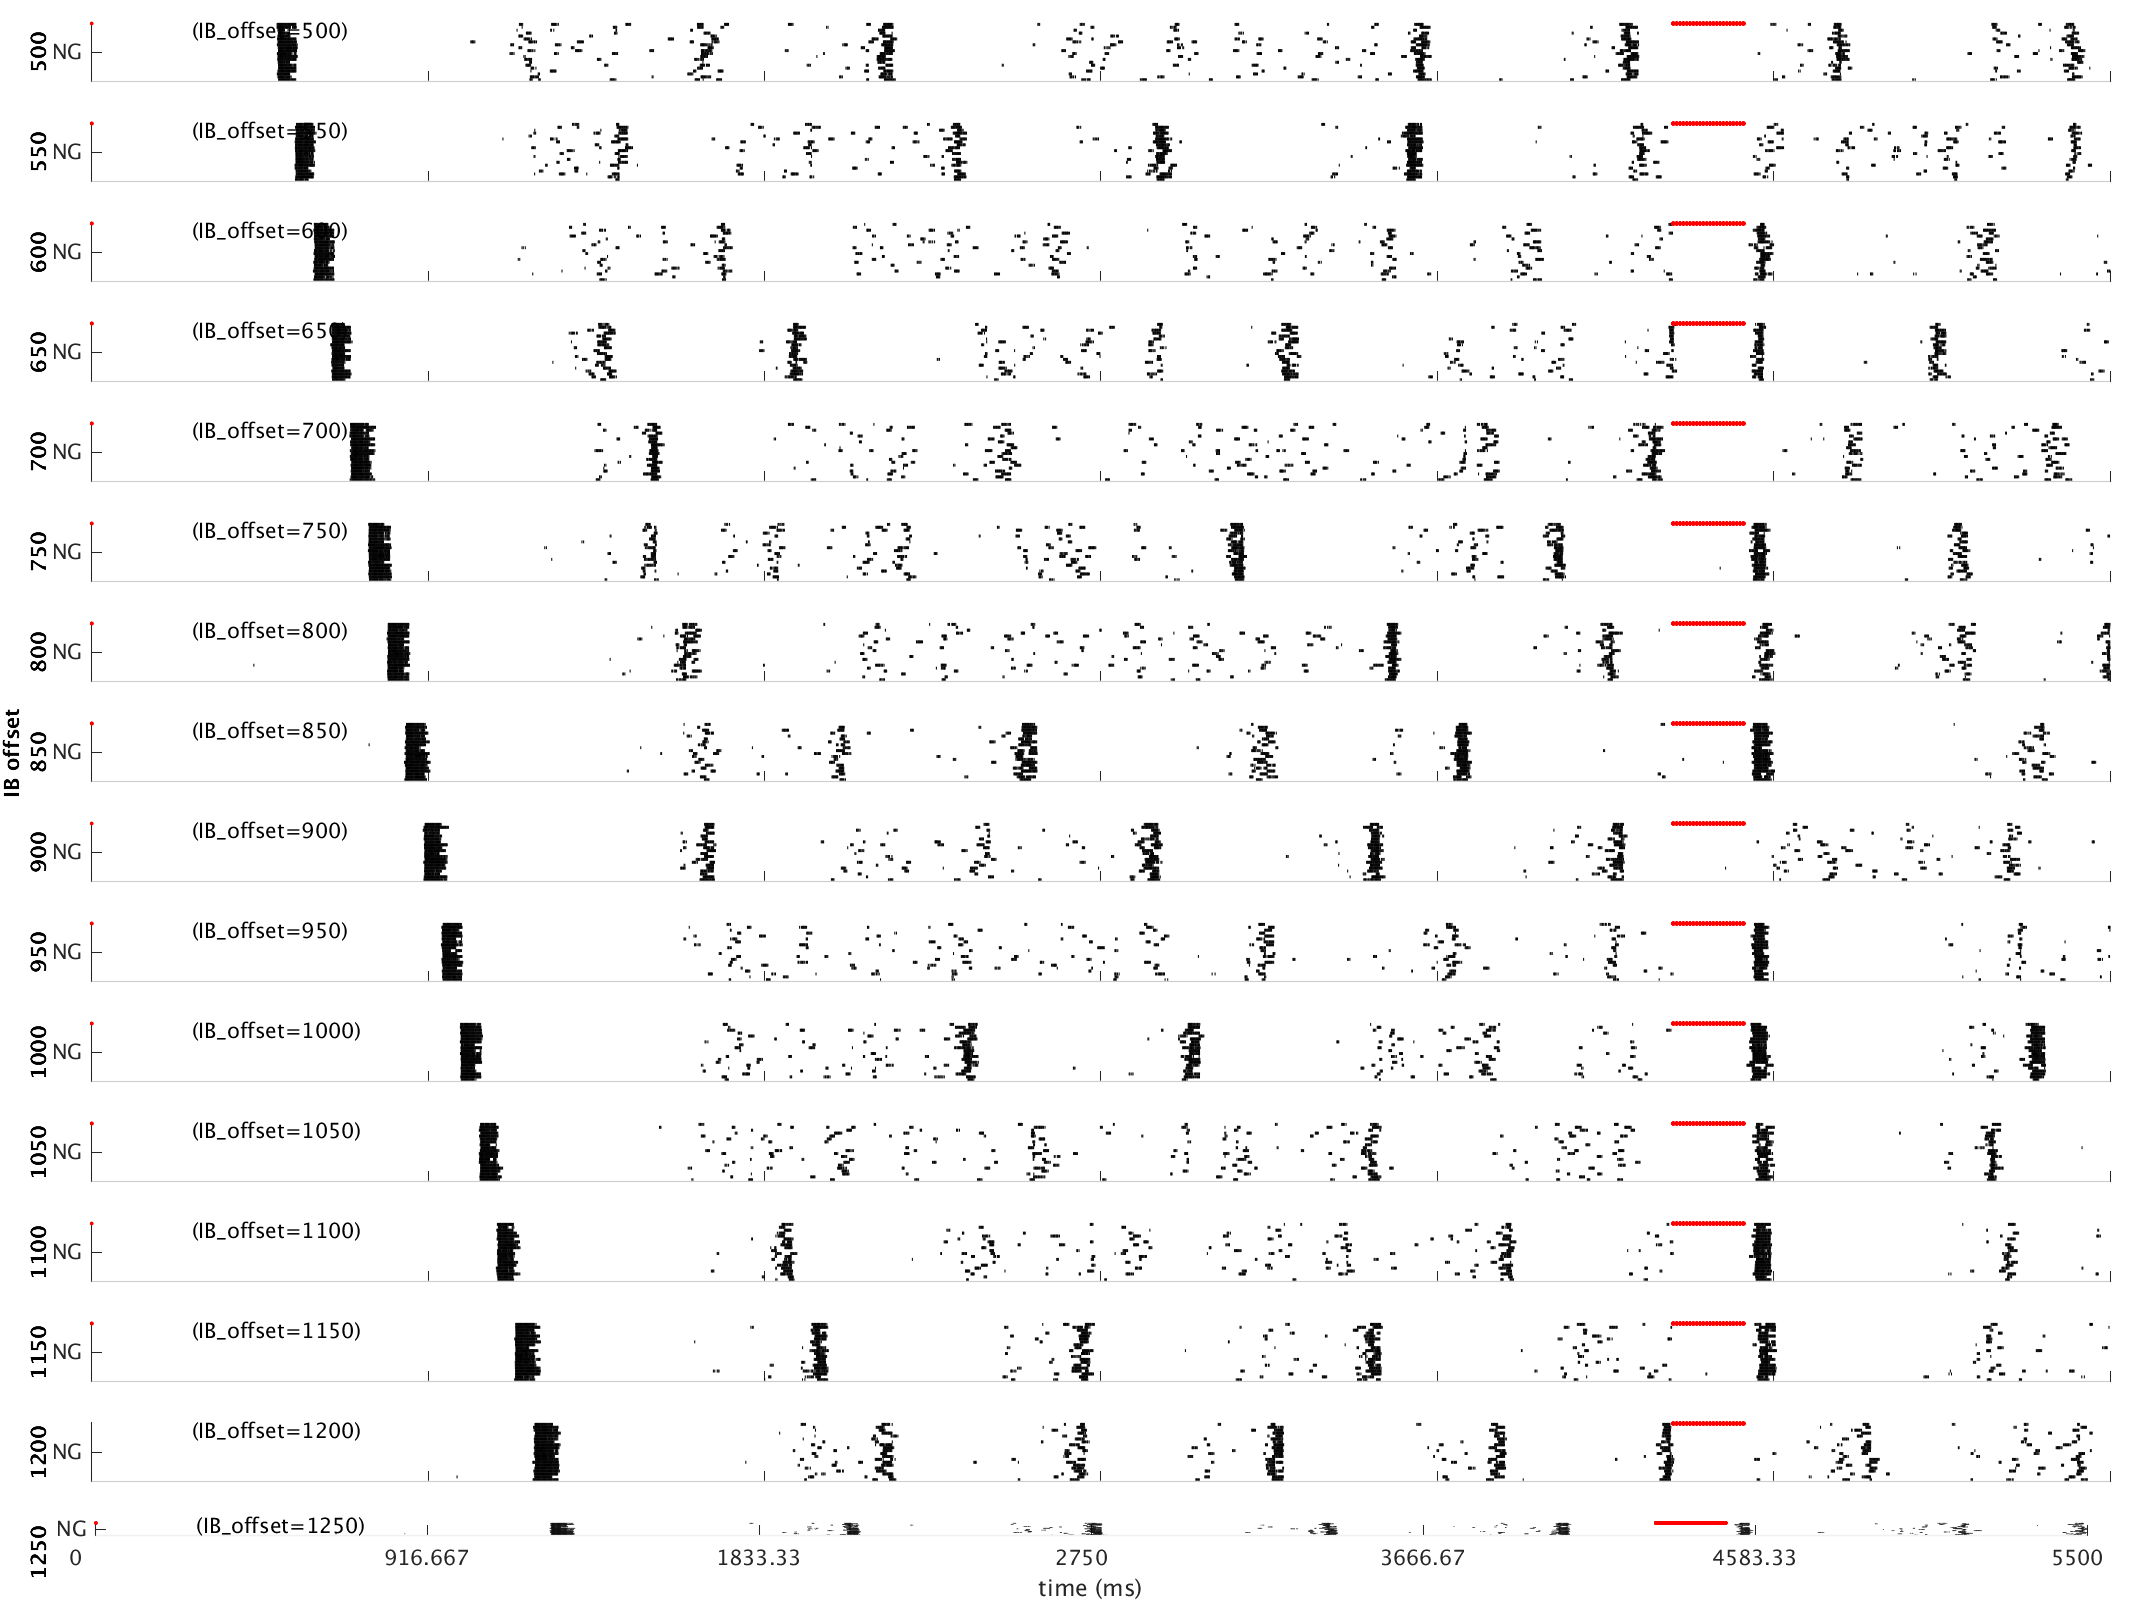 500 NG (IB_offset=500)
550 NG (IB_offset=550)
600 NG (IB_offset=600)
650 NG (IB_offset=650)
700 NG (IB_offset=700)
750 NG (IB_offset=750)
800 NG (IB_offset=800)
IB offset
850 NG (IB_offset=850)
900 NG (IB_offset=900)
950 NG (IB_offset=950)
1000 NG (IB_offset=1000)
1050 NG (IB_offset=1050)
1100 NG (IB_offset=1100)
1150 NG (IB_offset=1150)
1200 NG (IB_offset=1200)
1250 NG (IB_offset=1250)
0 916.667 1833.33 2750 3666.67 4583.33 5500
time (ms)